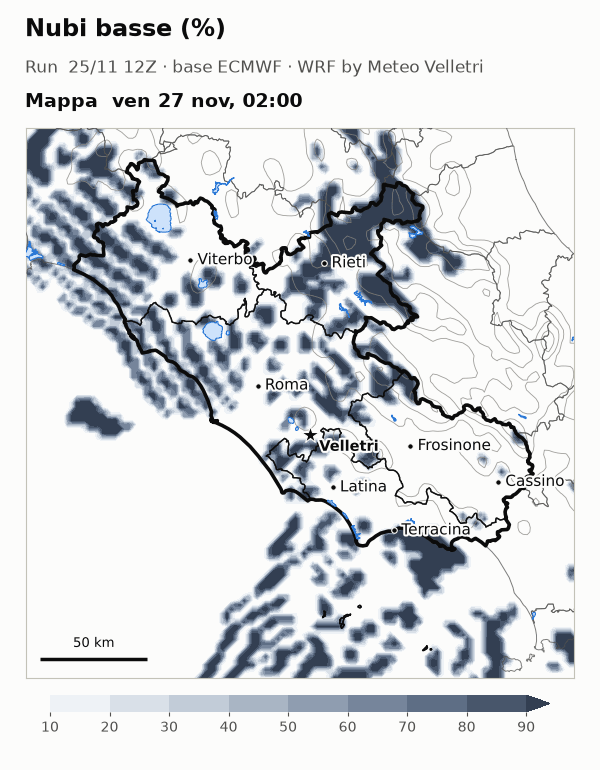 Nubi basse (%)
Run 25/11 12Z · base ECMWF · WRF by Meteo Velletri
Mappa ven 27 nov, 02:00
Viterbo
Rieti
Roma
Velletri
Frosinone
Latina
Cassino
Terracina
50 km
10 20 30 40 50 60 70 80 90